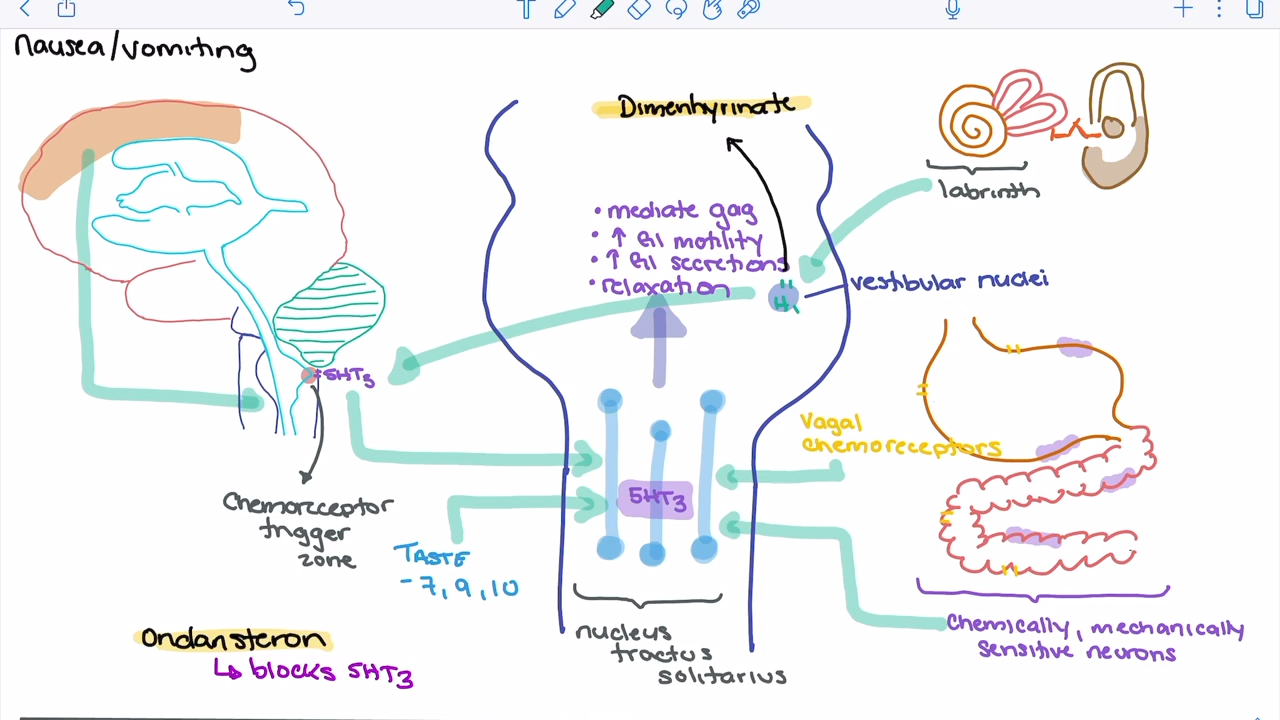 nausea/vomiting
Dimenhyrinate
labrinth
• mediate gag
• ↑ GI motility
• ↑ GI secretions
• relaxation
vestibular nuclei
5HT3
Vagal
chemoreceptors
5HT3
Chemoreceptor
trigger
zone
TASTE
- 7, 9, 10
nucleus
tractus
solitarius
Chemically, mechanically
sensitive neurons
Ondansteron
↳ blocks 5HT3